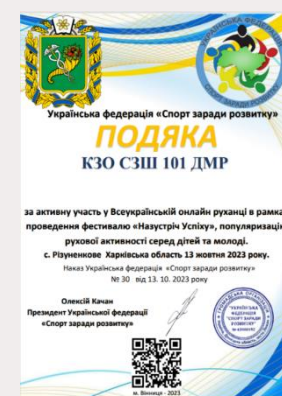 Українська федерація «Спорт заради розвитку»
ПОДЯКА
КЗО СЗШ 101 ДМР
за активну участь у Всеукраїнській онлайн руханці в рамка
проведення фестивалю «Назустріч Успіху», популяризаці
рухової активності серед дітей та молоді.
с. Різуненкове Харківська область 13 жовтня 2023 року.
Наказ Українська федерація «Спорт заради розвитку»
№ 30 від 13. 10. 2023 року
Олексій Качан
Президент Української федерації
«Спорт заради розвитку»
м. Вінниця - 2023